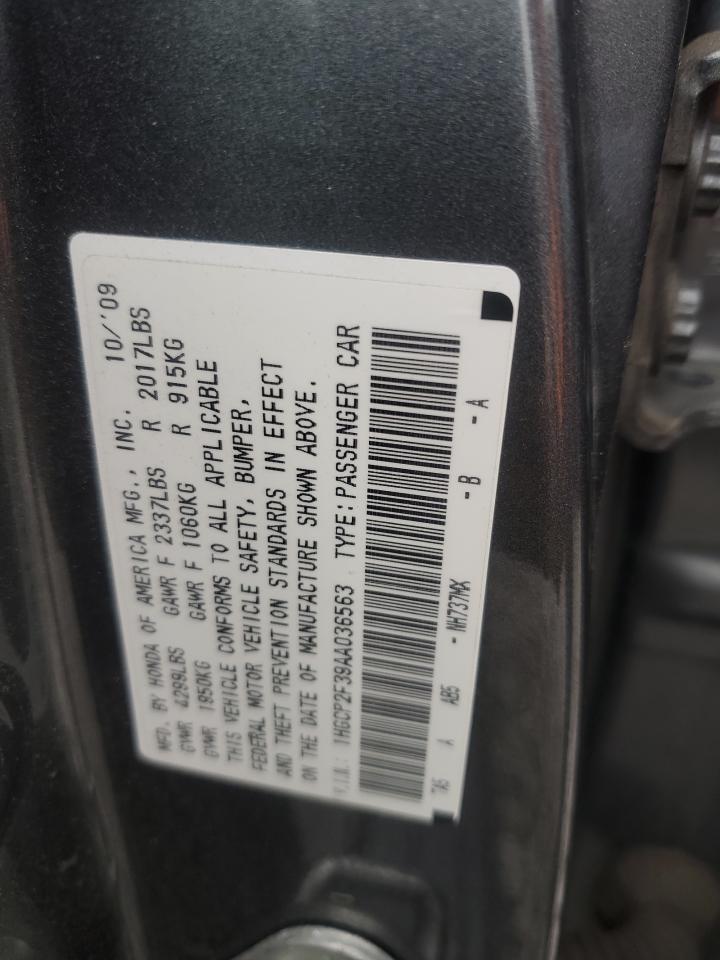 MFD. BY HONDA OF AMERICA MFG., INC. 10/'09
GVWR 4299LBS GAWR F 2337LBS R 2017LBS
GVWR 1950KG GAWR F 1060KG R 915KG
THIS VEHICLE CONFORMS TO ALL APPLICABLE
FEDERAL MOTOR VEHICLE SAFETY, BUMPER,
AND THEFT PREVENTION STANDARDS IN EFFECT
ON THE DATE OF MANUFACTURE SHOWN ABOVE.
V.I.N.: 1HGCP2F39AA036563 TYPE:PASSENGER CAR
TA5 A AB5 -NH737MX -B -A